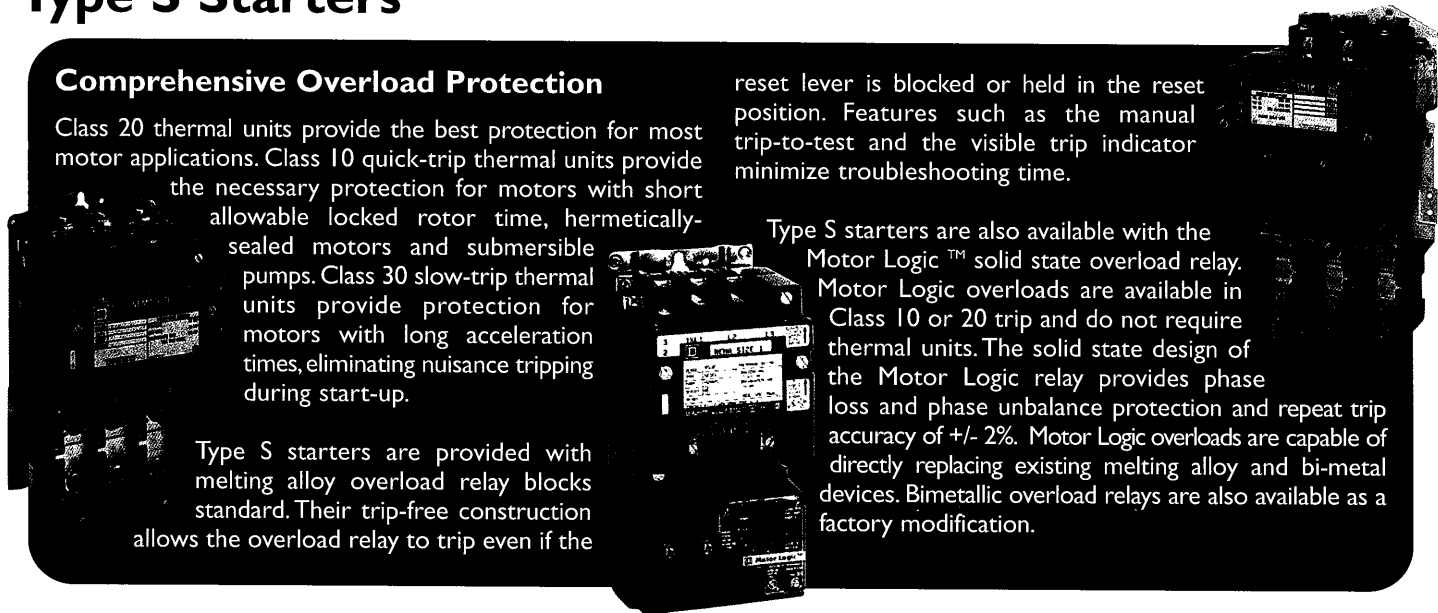 Type S Starters
Comprehensive Overload Protection
Class 20 thermal units provide the best protection for most
motor applications. Class 10 quick-trip thermal units provide
the necessary protection for motors with short
allowable locked rotor time, hermetically-
sealed motors and submersible
pumps. Class 30 slow-trip thermal
units provide protection for
motors with long acceleration
times, eliminating nuisance tripping
during start-up.
Type S starters are provided with
melting alloy overload relay blocks
standard. Their trip-free construction
allows the overload relay to trip even if the
reset lever is blocked or held in the reset
position. Features such as the manual
trip-to-test and the visible trip indicator
minimize troubleshooting time.
Type S starters are also available with the
Motor Logic ™ solid state overload relay.
Motor Logic overloads are available in
Class 10 or 20 trip and do not require
thermal units. The solid state design of
the Motor Logic relay provides phase
loss and phase unbalance protection and repeat trip
accuracy of +/- 2%. Motor Logic overloads are capable of
directly replacing existing melting alloy and bi-metal
devices. Bimetallic overload relays are also available as a
factory modification.
L2 L3
NEMA SIZE 1
Motor Logic™